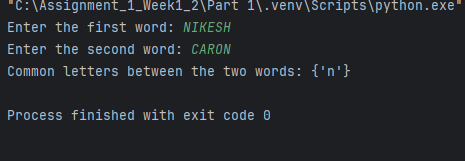 "C:\Assignment_1_Week1_2\Part 1\.venv\Scripts\python.exe"
Enter the first word: NIKESH
Enter the second word: CARON
Common letters between the two words: {'n'}
Process finished with exit code 0